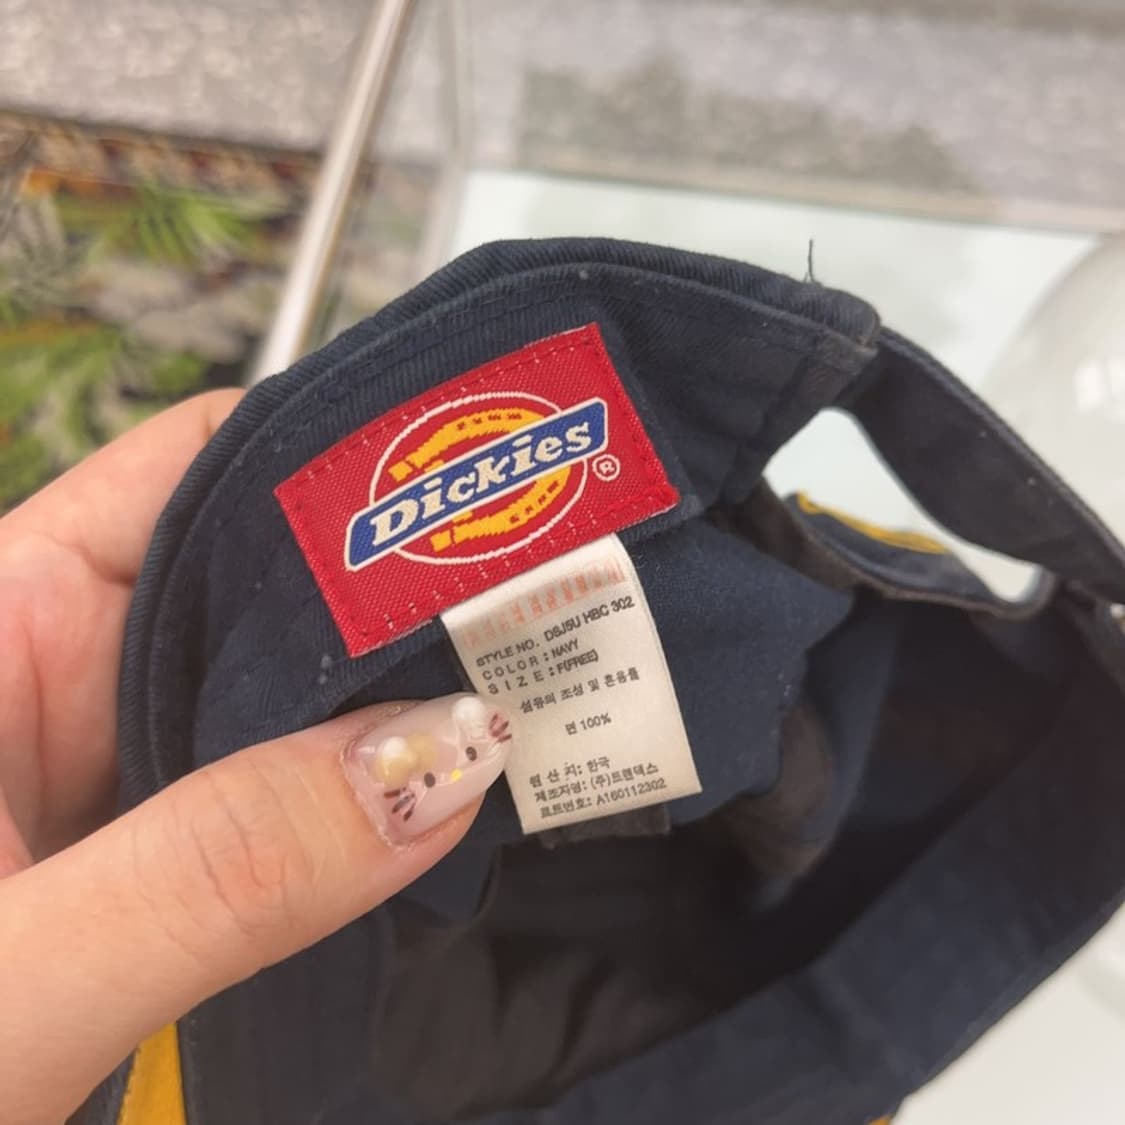 Dickies®
STYLE NO. DSJ5U HBC 302
COLOR : NAVY
SIZE : F(FREE)
섬유의 조성 및 혼용률
면 100%
원산지: 한국
제조자명: (주)트랜덱스
로트번호: A160112302